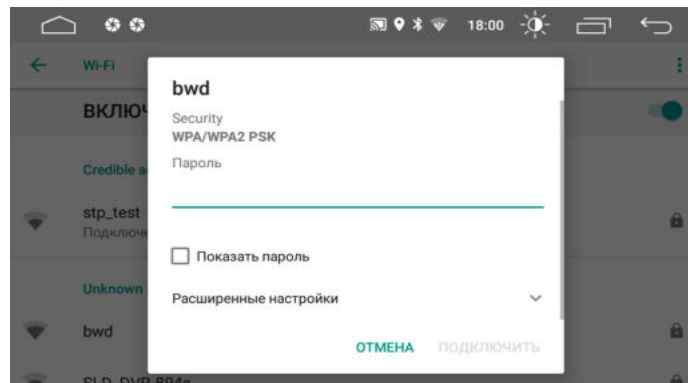 18:00
Wi-Fi
ВКЛЮЧ
bwd
Security
WPA/WPA2 PSK
Пароль
Credible a
stp_test
Подключе
Показать пароль
Unknown
Расширенные настройки
bwd
ОТМЕНА ПОДКЛЮЧИТЬ